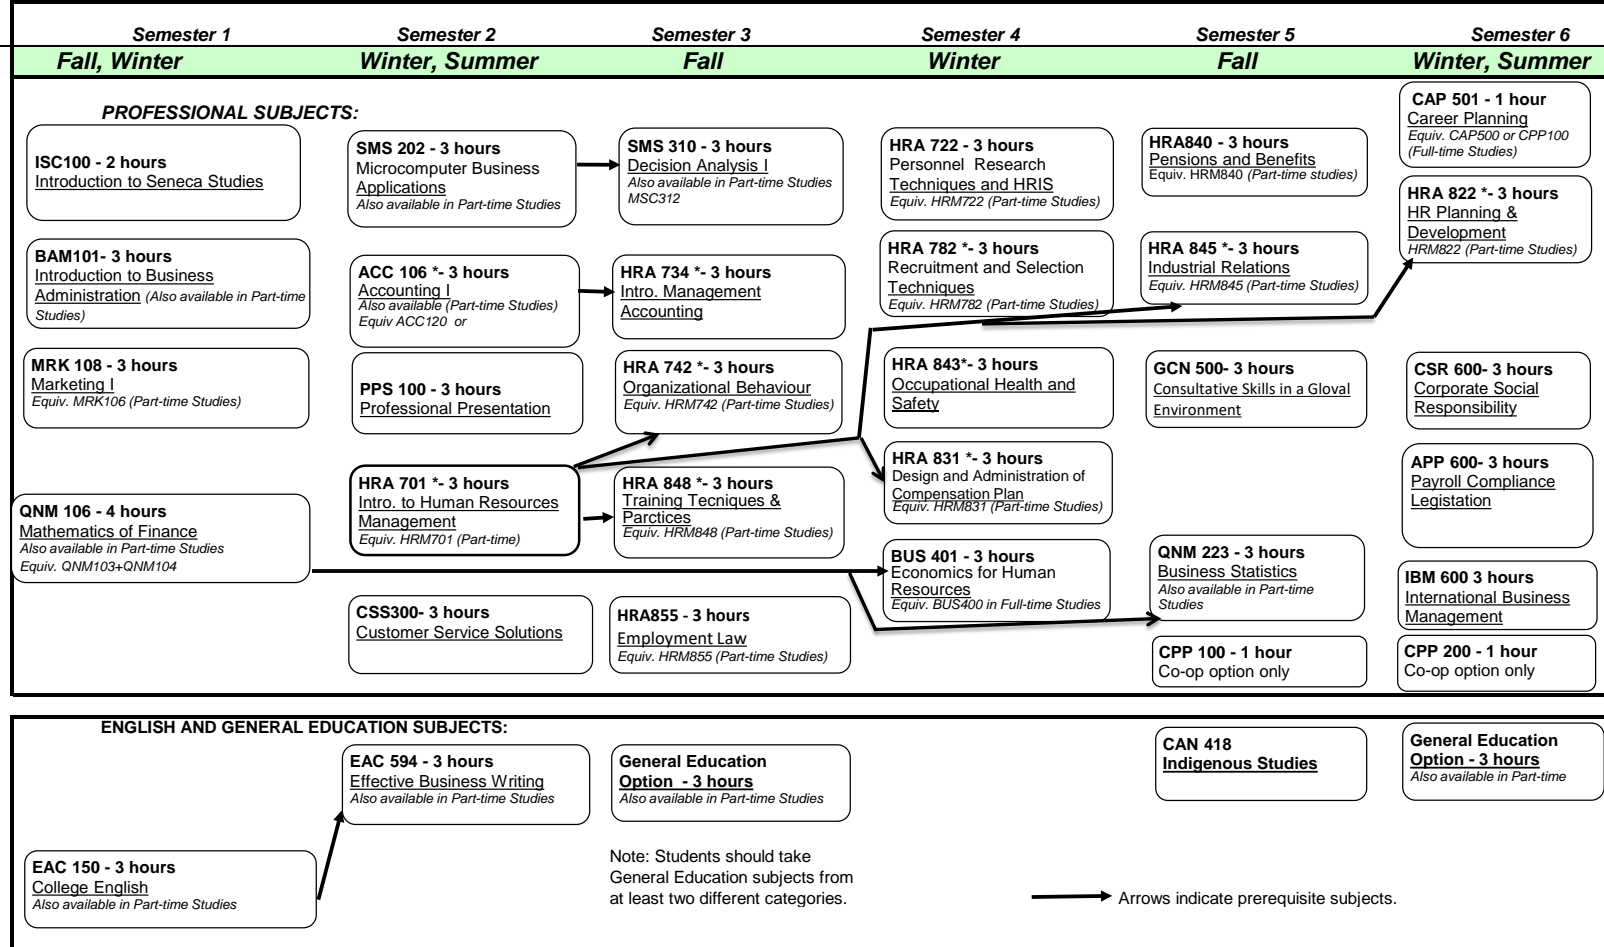 Semester 1
Semester 2
Semester 3
Semester 4
Semester 5
Semester 6
Fall, Winter
Winter, Summer
Fall
Winter
Fall
Winter, Summer
PROFESSIONAL SUBJECTS:
ISC100 - 2 hours
Introduction to Seneca Studies
BAM101- 3 hours
Introduction to Business
Administration (Also available in Part-time
Studies)
MRK 108 - 3 hours
Marketing I
Equiv. MRK106 (Part-time Studies)
QNM 106 - 4 hours
Mathematics of Finance
Also available in Part-time Studies
Equiv. QNM103+QNM104
SMS 202 - 3 hours
Microcomputer Business
Applications
Also available in Part-time Studies
ACC 106 *- 3 hours
Accounting I
Also available (Part-time Studies)
Equiv ACC120 or
PPS 100 - 3 hours
Professional Presentation
HRA 701 *- 3 hours
Intro. to Human Resources
Management
Equiv. HRM701 (Part-time)
CSS300- 3 hours
Customer Service Solutions
SMS 310 - 3 hours
Decision Analysis I
Also available in Part-time Studies
MSC312
HRA 734 *- 3 hours
Intro. Management
Accounting
HRA 742 *- 3 hours
Organizational Behaviour
Equiv. HRM742 (Part-time Studies)
HRA 848 *- 3 hours
Training Tecniques &
Parctices
Equiv. HRM848 (Part-time Studies)
HRA855 - 3 hours
Employment Law
Equiv. HRM855 (Part-time Studies)
HRA 722 - 3 hours
Personnel Research
Techniques and HRIS
Equiv. HRM722 (Part-time Studies)
HRA 782 *- 3 hours
Recruitment and Selection
Techniques
Equiv. HRM782 (Part-time Studies)
HRA 843*- 3 hours
Occupational Health and
Safety
HRA 831 *- 3 hours
Design and Administration of
Compensation Plan
Equiv. HRM831 (Part-time Studies)
BUS 401 - 3 hours
Economics for Human
Resources
Equiv. BUS400 in Full-time Studies
HRA840 - 3 hours
Pensions and Benefits
Equiv. HRM840 (Part-time studies)
HRA 845 *- 3 hours
Industrial Relations
Equiv. HRM845 (Part-time Studies)
GCN 500- 3 hours
Consultative Skills in a Gloval
Environment
QNM 223 - 3 hours
Business Statistics
Also available in Part-time
Studies
CPP 100 - 1 hour
Co-op option only
CAP 501 - 1 hour
Career Planning
Equiv. CAP500 or CPP100
(Full-time Studies)
HRA 822 *- 3 hours
HR Planning &
Development
HRM822 (Part-time Studies)
CSR 600- 3 hours
Corporate Social
Responsibility
APP 600- 3 hours
Payroll Compliance
Legistation
IBM 600 3 hours
International Business
Management
CPP 200 - 1 hour
Co-op option only
ENGLISH AND GENERAL EDUCATION SUBJECTS:
EAC 150 - 3 hours
College English
Also available in Part-time Studies
EAC 594 - 3 hours
Effective Business Writing
Also available in Part-time Studies
General Education
Option - 3 hours
Also available in Part-time Studies
CAN 418
Indigenous Studies
General Education
Option - 3 hours
Also available in Part-time
Note: Students should take
General Education subjects from
at least two different categories.
Arrows indicate prerequisite subjects.